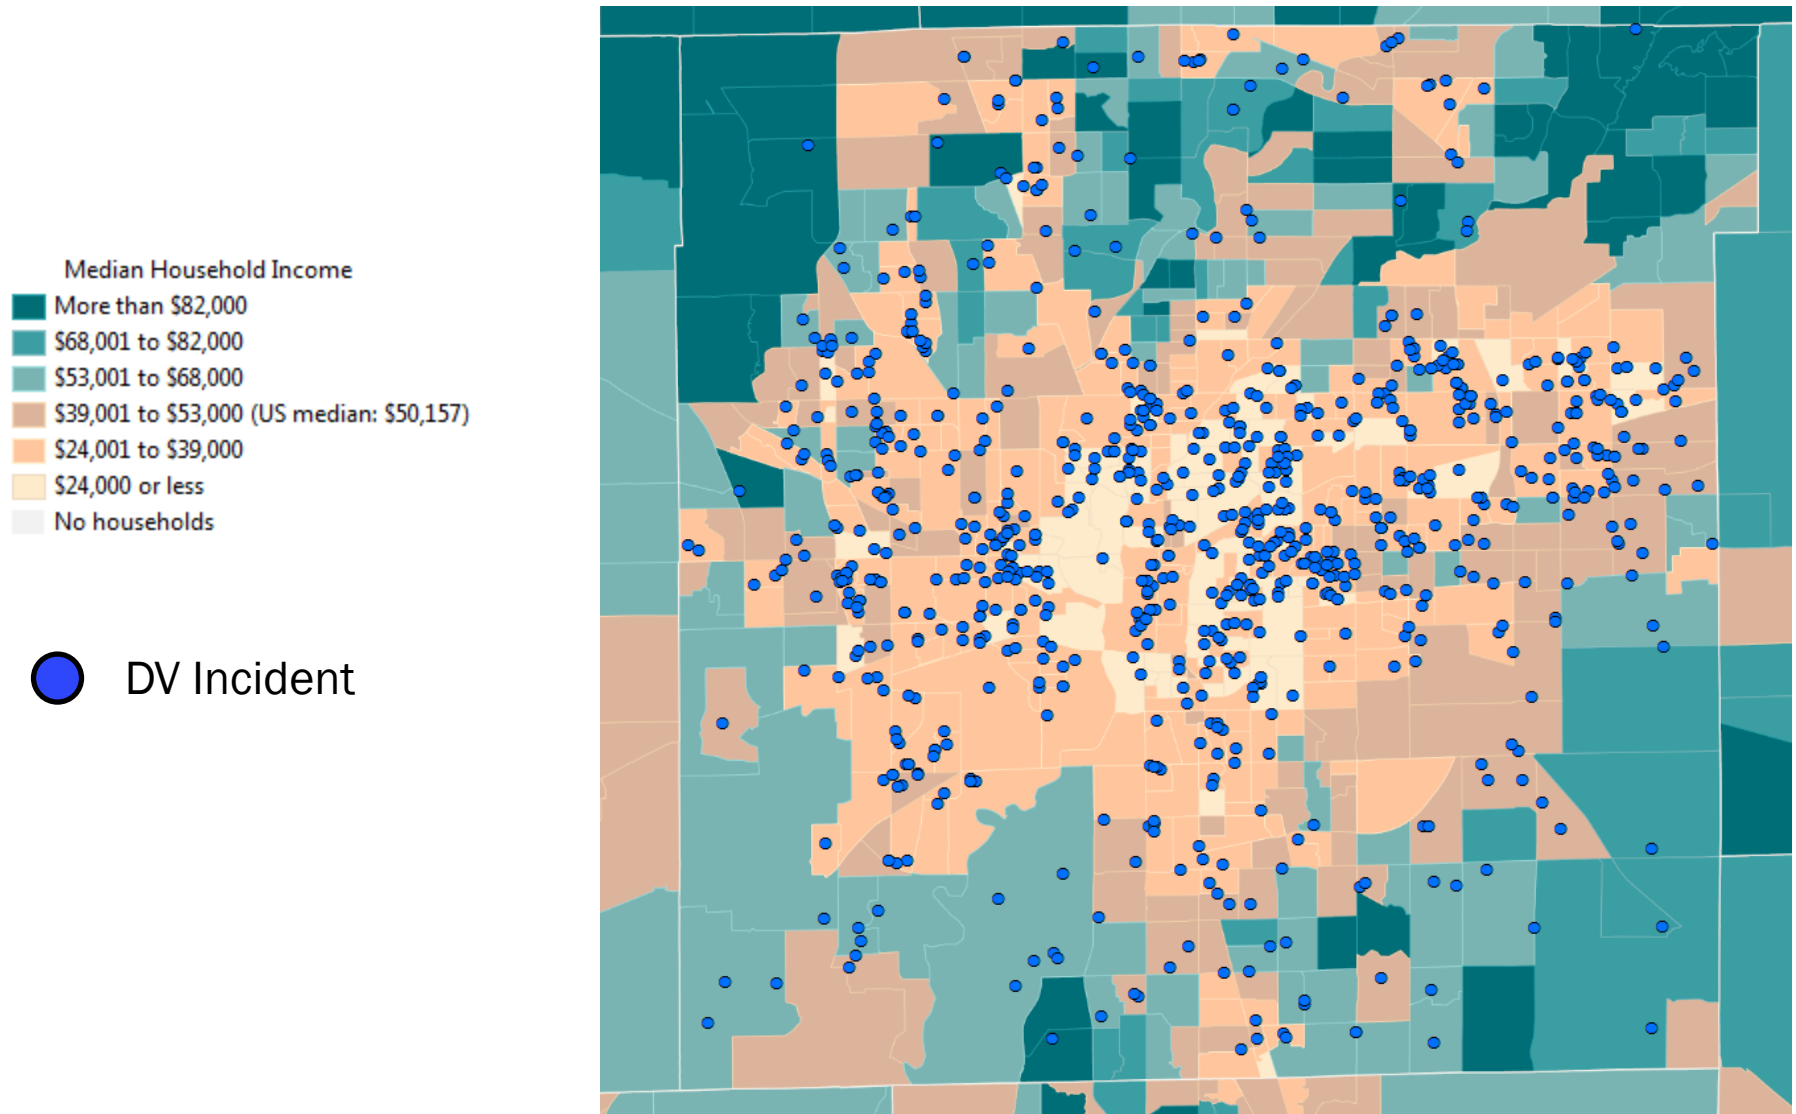 Median Household Income
More than $82,000
$68,001 to $82,000
$53,001 to $68,000
$39,001 to $53,000 (US median: $50,157)
$24,001 to $39,000
$24,000 or less
No households
DV Incident